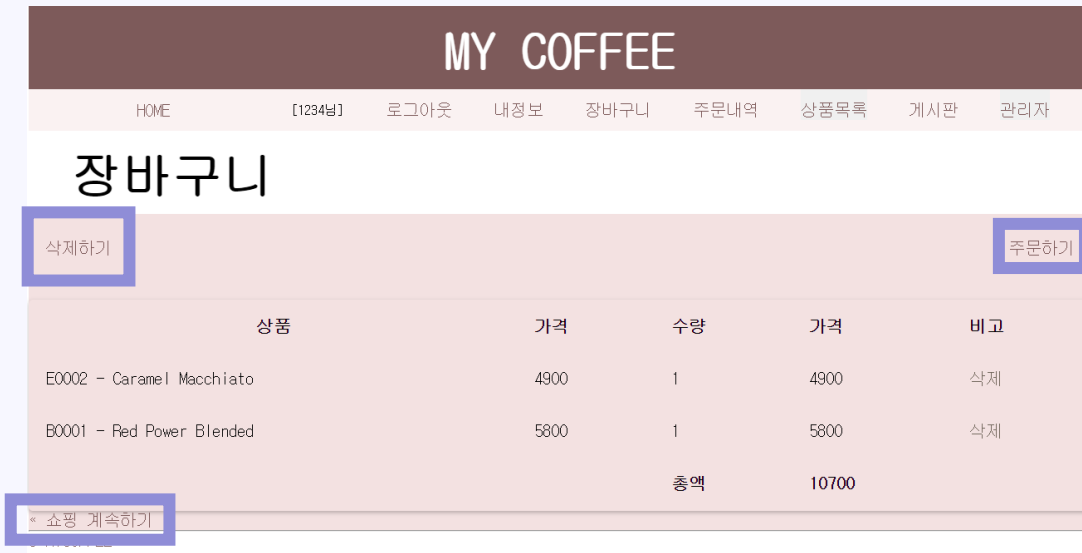 MY COFFEE
HOME [1234님] 로그아웃 내정보 장바구니 주문내역 상품목록 게시판 관리자
장바구니
삭제하기 주문하기
상품 가격 수량 가격 비고
E0002 - Caramel Macchiato 4900 1 4900 삭제
B0001 - Red Power Blended 5800 1 5800 삭제
총액 10700
« 쇼핑 계속하기